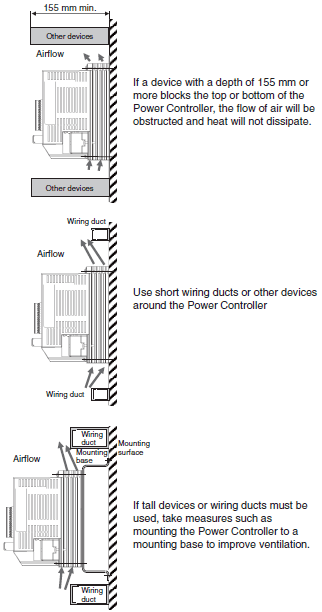 155 mm min.
Other devices
Airflow
If a device with a depth of 155 mm or
more blocks the top or bottom of the
Power Controller, the flow of air will be
obstructed and heat will not dissipate.
Other devices
Wiring duct
Airflow
Use short wiring ducts or other devices
around the Power Controller
Wiring duct
Wiring
duct
Mounting
surface
Mounting
base
Airflow
If tall devices or wiring ducts must be
used, take measures such as
mounting the Power Controller to a
mounting base to improve ventilation.
Wiring
duct